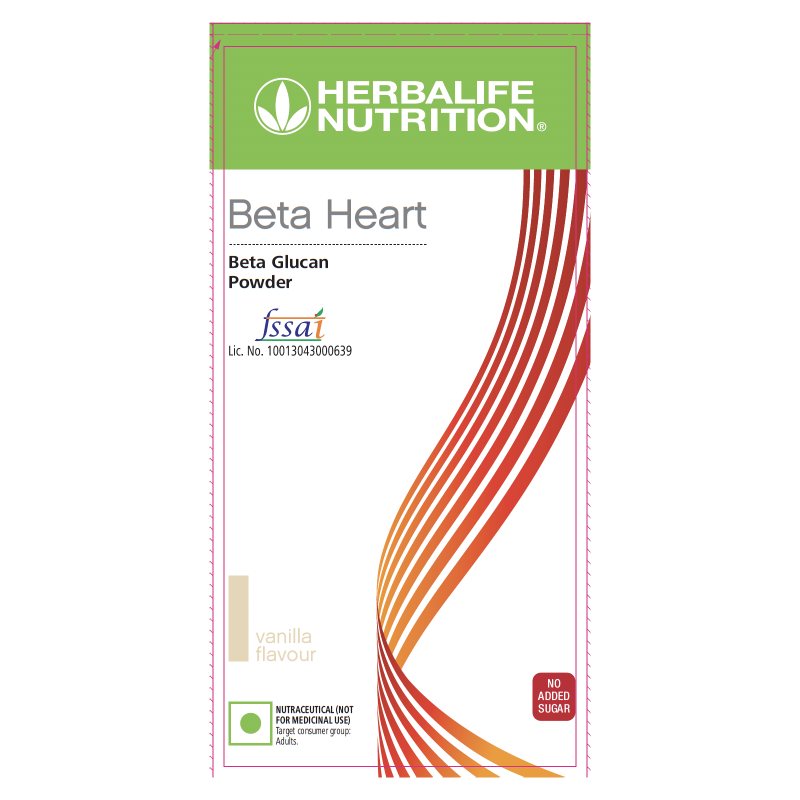 HERBALIFE
NUTRITION®
Beta Heart
Beta Glucan
Powder
fssai
Lic. No. 10013043000639
vanilla
flavour
NO
ADDED
SUGAR
NUTRACEUTICAL (NOT
FOR MEDICINAL USE)
Target consumer group:
Adults.